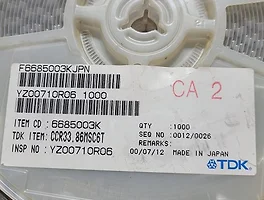 F6685003KJPN
YZ00710R06 1000
CA 2
ITEM CD : 6685003K
QTY : 1000
SEQ NO : 0012/0026
TDK ITEM: CCR33.86MSC6T
REMARKS:
INSP NO : YZ00710R06
00/07/12 MADE IN JAPAN
TDK